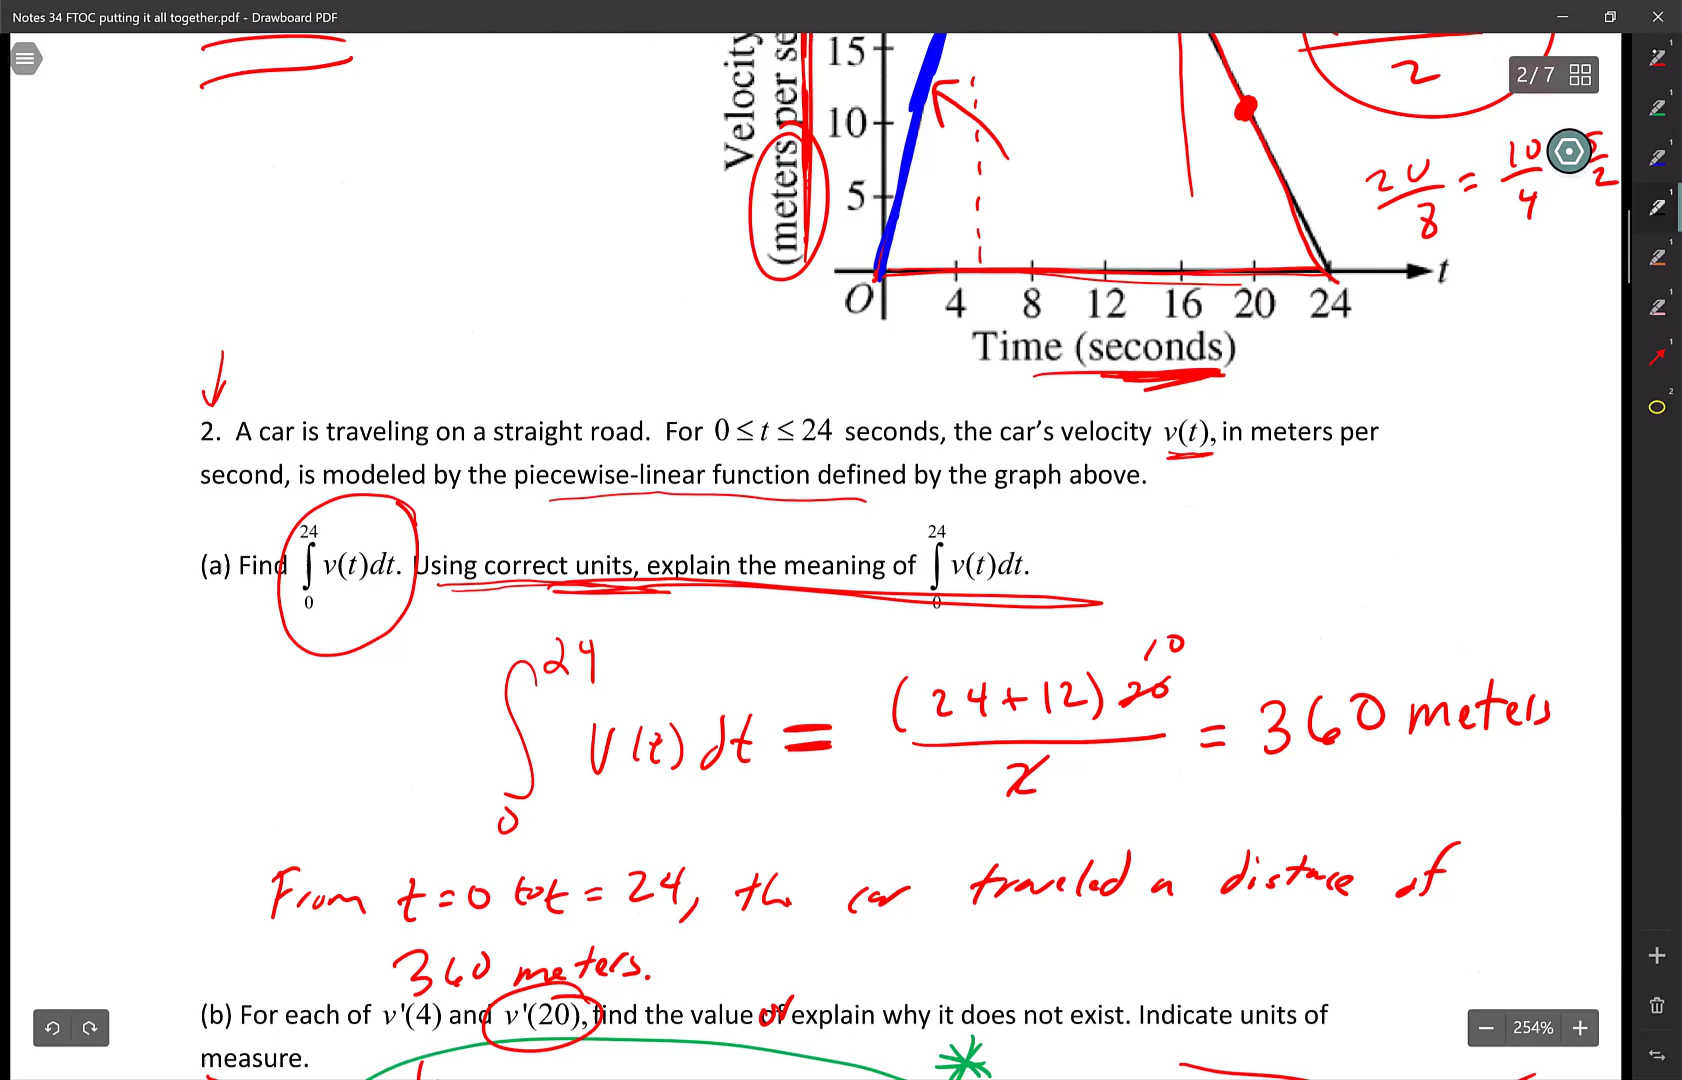 Notes 34 FTOC putting it all together.pdf - Drawboard PDF
2/7
Velocity
(meters per se
15
10
5
O
4 8 12 16 20 24
t
Time (seconds)
2
20/8 = 10/4 5/2
2. A car is traveling on a straight road. For 0 ≤ t ≤ 24 seconds, the car's velocity v(t), in meters per
second, is modeled by the piecewise-linear function defined by the graph above.
(a) Find ∫₀²⁴ v(t)dt. Using correct units, explain the meaning of ∫₀²⁴ v(t)dt.
∫₀²⁴ v(t) dt = (24+12) 20 10 / 2 = 360 meters
From t=0 to t=24, the car traveled a distance of
360 meters.
(b) For each of v'(4) and v'(20), find the value or explain why it does not exist. Indicate units of
measure.
254%